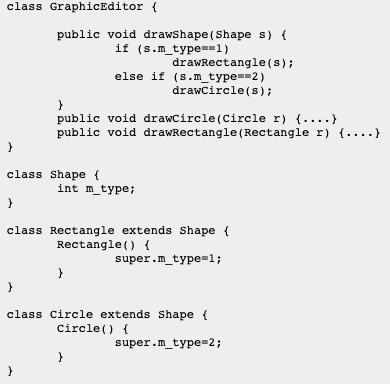 class GraphicEditor {
public void drawShape(Shape s) {
if (s.m_type==1)
drawRectangle(s);
else if (s.m_type==2)
drawCircle(s);
}
public void drawCircle(Circle r) {....}
public void drawRectangle(Rectangle r) {....}
}
class Shape {
int m_type;
}
class Rectangle extends Shape {
Rectangle() {
super.m_type=1;
}
}
class Circle extends Shape {
Circle() {
super.m_type=2;
}
}